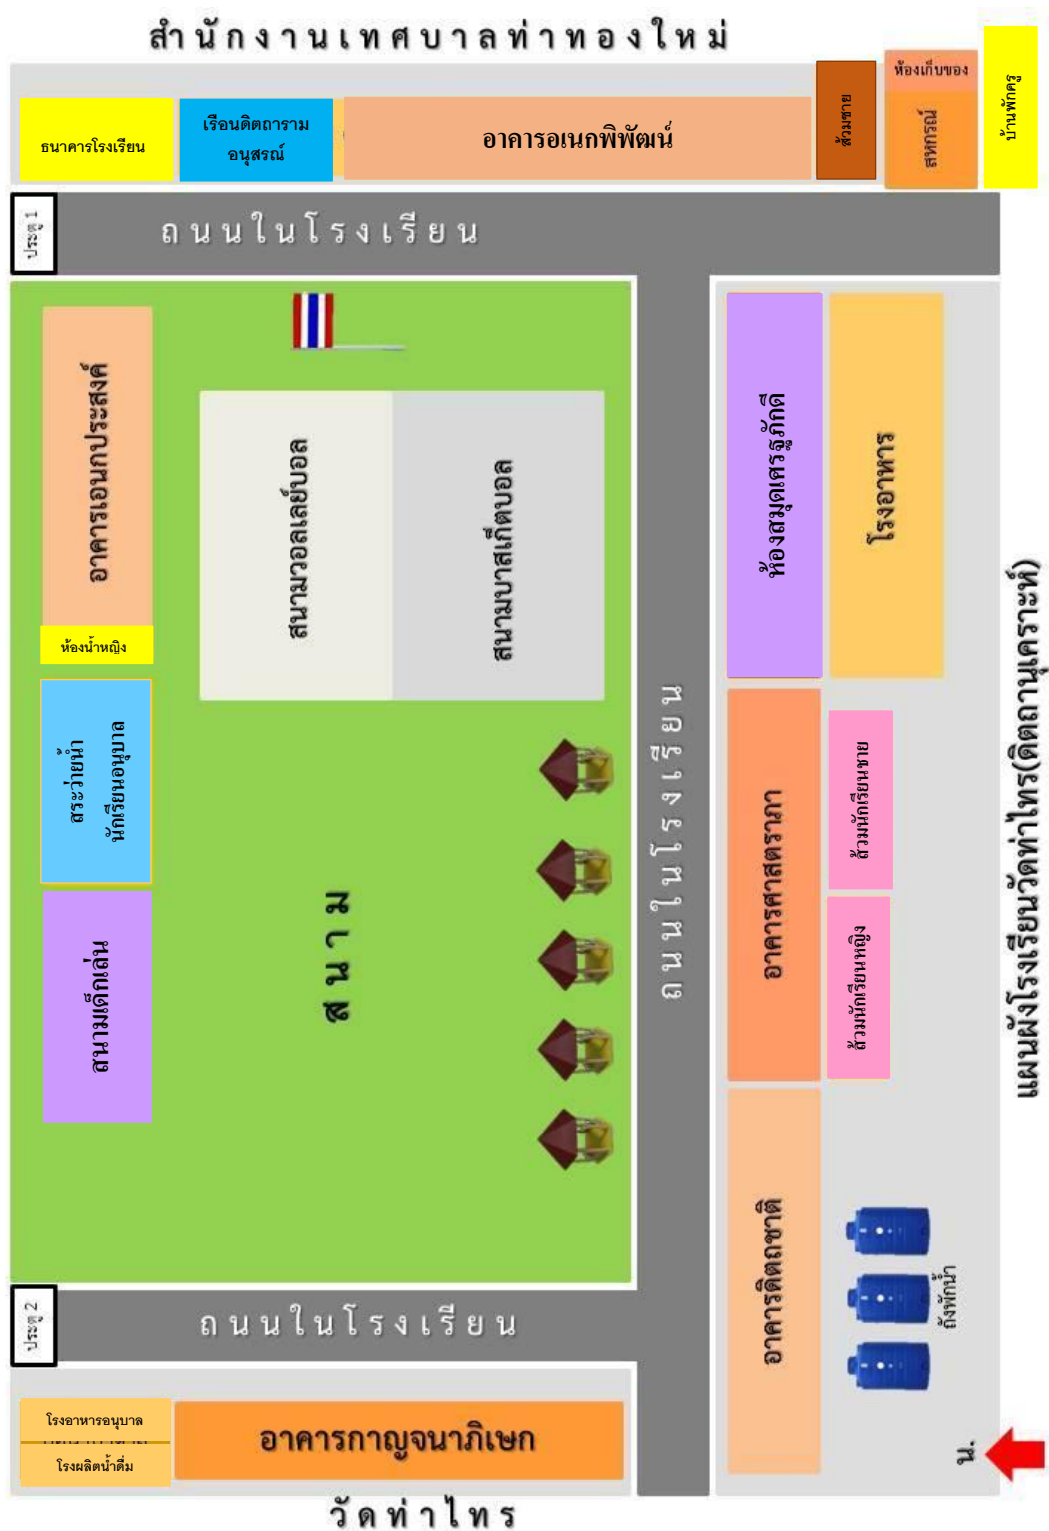 สำนักงานเทศบาลท่าทองใหม่
ธนาคารโรงเรียน
เรือนดิตถาราม
อนุสรณ์
อาคารอเนกพิพัฒน์
ส้วมชาย
ห้องเก็บของ
สหกรณ์
บ้านพักครู
ประตู 1
ถนนในโรงเรียน
อาคารเอนกประสงค์
ห้องน้ำหญิง
สระว่ายน้ำ
นักเรียนอนุบาล
สนามเด็กเล่น
สนามวอลเลย์บอล
สนามบาสเก็ตบอล
สนาม
ถนนในโรงเรียน
ห้องสมุดเศรฐภักดี
โรงอาหาร
อาคารศาสตราภา
ส้วมนักเรียนชาย
ส้วมนักเรียนหญิง
อาคารดิตถชาติ
ถังพักน้ำ
แผนผังโรงเรียนวัดท่าไทร(ดิตถานุเคราะห์)
ประตู 2
ถนนในโรงเรียน
โรงอาหารอนุบาล
โรงผลิตน้ำดื่ม
อาคารกาญจนาภิเษก
น.
วัดท่าไทร